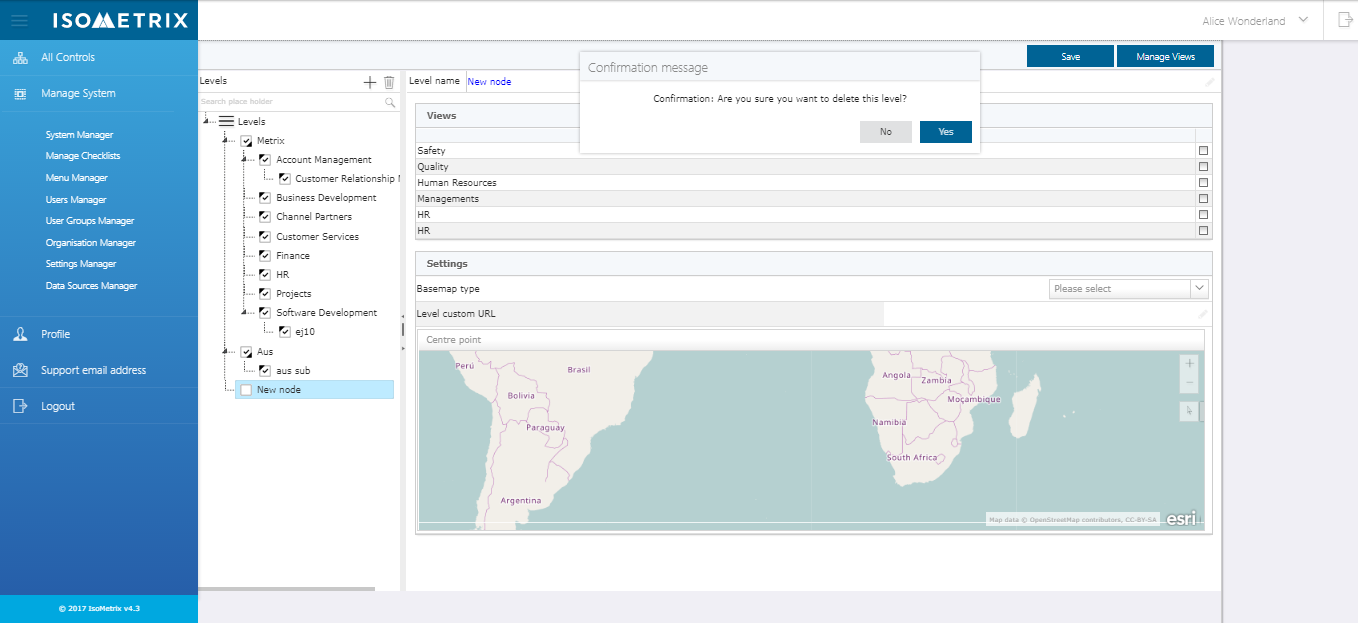 ISOMETRIX
Alice Wonderland
All Controls
Manage System
System Manager
Manage Checklists
Menu Manager
Users Manager
User Groups Manager
Organisation Manager
Settings Manager
Data Sources Manager
Profile
Support email address
Logout
© 2017 IsoMetrix v4.3
Save
Manage Views
Levels
Search place holder
Levels
Metrix
Account Management
Customer Relationship
Business Development
Channel Partners
Customer Services
Finance
HR
Projects
Software Development
ej10
Aus
aus sub
New node
Level name
New node
Confirmation message
Confirmation: Are you sure you want to delete this level?
No
Yes
Views
Safety
Quality
Human Resources
Managements
HR
HR
Settings
Basemap type
Please select
Level custom URL
Centre point
Perú
Brasil
Bolivia
Paraguay
Argentina
Angola
Zambia
Moçambique
Namibia
South Africa
Map data © OpenStreetMap contributors, CC-BY-SA
esri